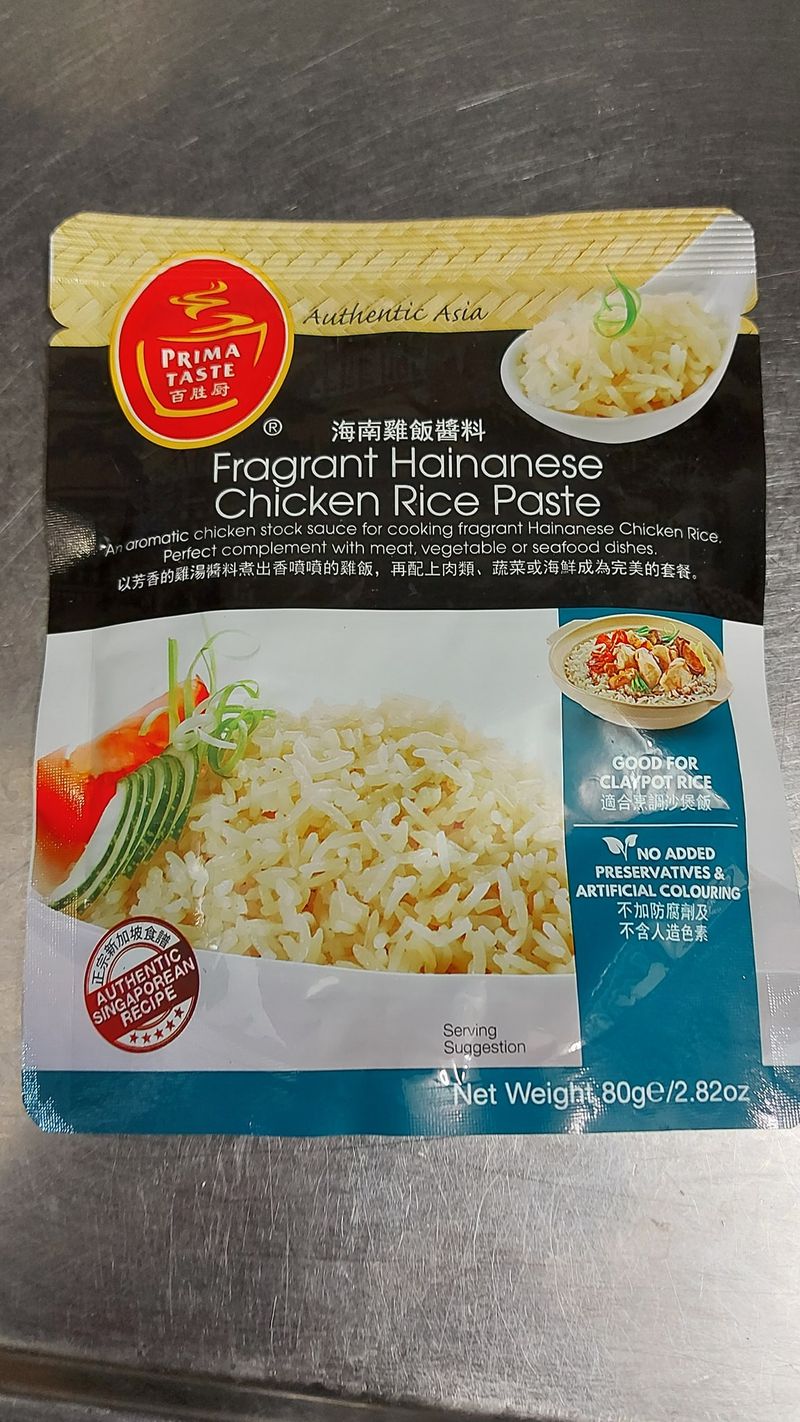 PRIMA
TASTE
百胜厨
®
Authentic Asia
海南雞飯醬料
Fragrant Hainanese
Chicken Rice Paste
An aromatic chicken stock sauce for cooking fragrant Hainanese Chicken Rice.
Perfect complement with meat, vegetable or seafood dishes.
以芳香的雞湯醬料煮出香噴噴的雞飯，再配上肉類、蔬菜或海鮮成為完美的套餐。
GOOD FOR
CLAYPOT RICE
適合烹調沙煲飯
NO ADDED
PRESERVATIVES &
ARTIFICIAL COLOURING
不加防腐劑及
不含人造色素
正宗新加坡食譜
AUTHENTIC
SINGAPOREAN
RECIPE
Serving
Suggestion
Net Weight 80g℮/2.82oz